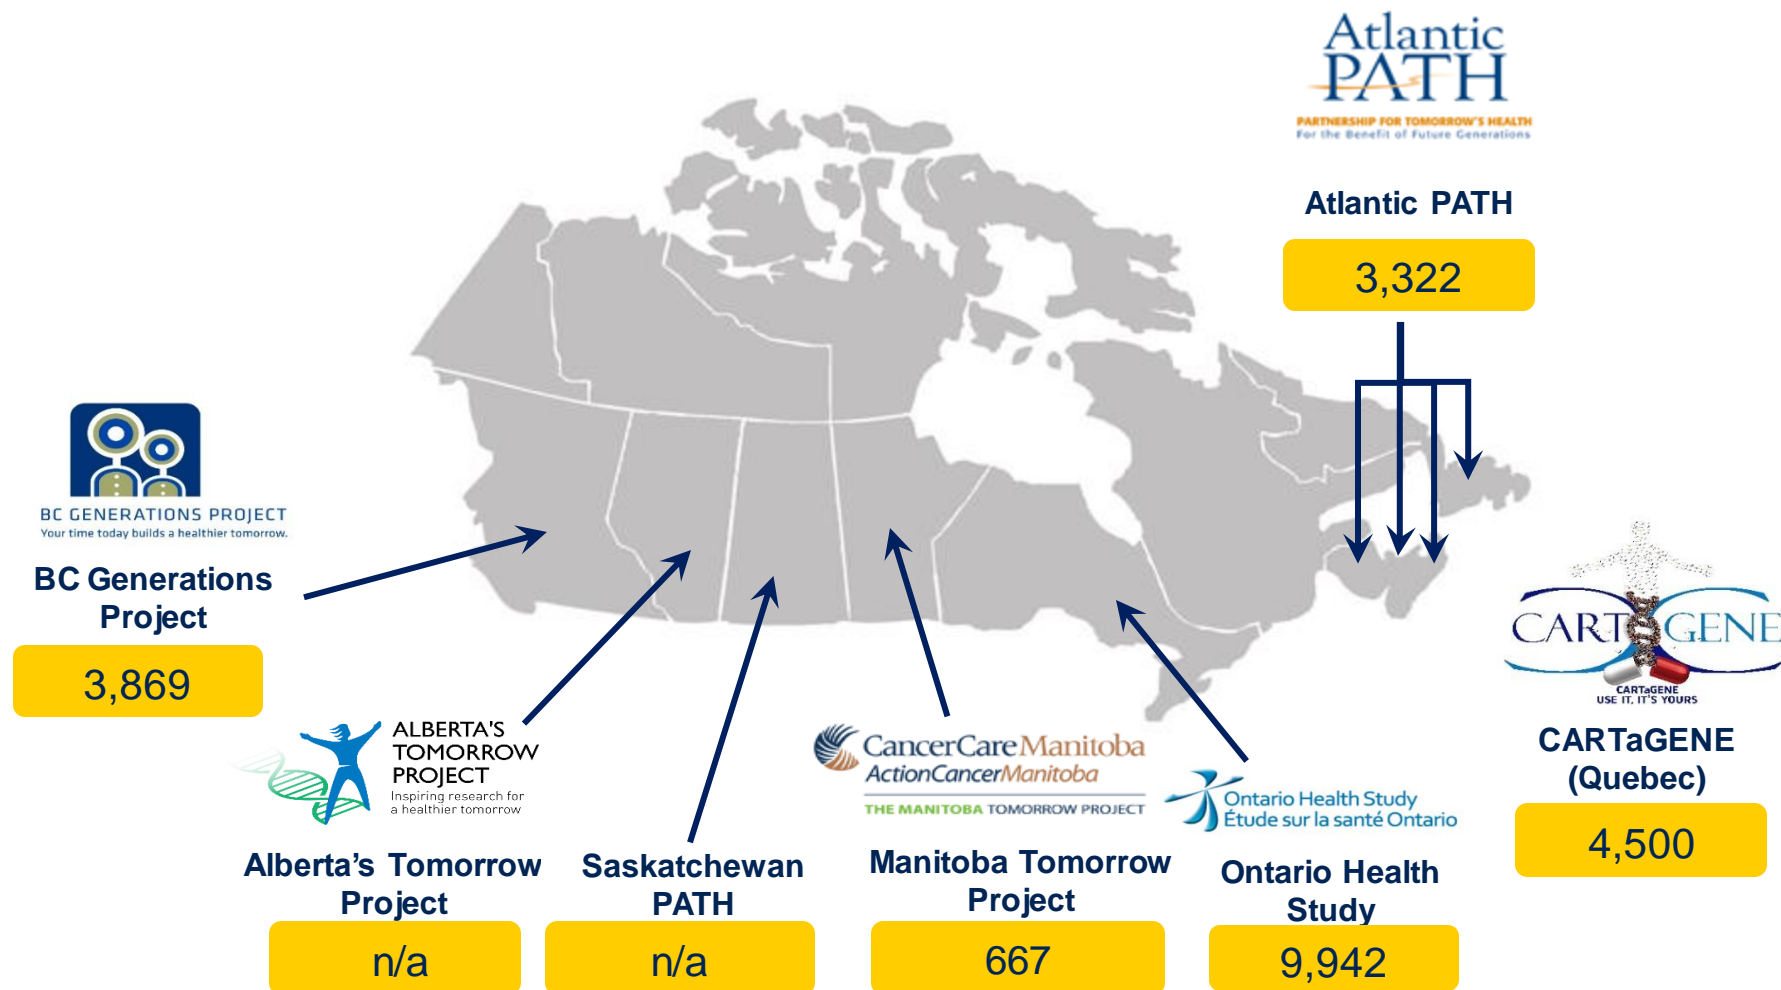 Atlantic
PATH
PARTNERSHIP FOR TOMORROW'S HEALTH
For the Benefit of Future Generations
Atlantic PATH
3,322
BC GENERATIONS PROJECT
Your time today builds a healthier tomorrow.
BC Generations
Project
3,869
ALBERTA'S
TOMORROW
PROJECT
Inspiring research for
a healthier tomorrow
Alberta's Tomorrow
Project
n/a
Saskatchewan
PATH
n/a
CancerCare Manitoba
ActionCancerManitoba
THE MANITOBA TOMORROW PROJECT
Manitoba Tomorrow
Project
667
Ontario Health Study
Étude sur la santé Ontario
Ontario Health
Study
9,942
CARTaGENE
CARTaGENE
USE IT, IT'S YOURS
CARTaGENE
(Quebec)
4,500